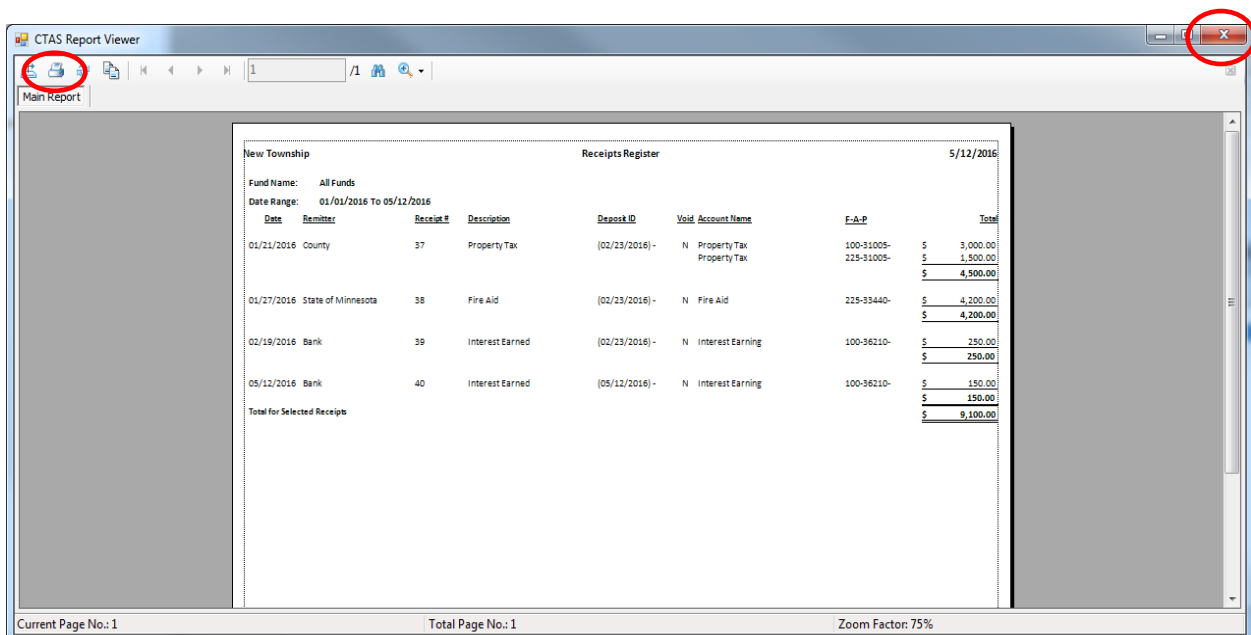 CTAS Report Viewer
1 /1
Main Report
New Township Receipts Register 5/12/2016
Fund Name: All Funds
Date Range: 01/01/2016 To 05/12/2016
Date Remitter Receipt # Description Deposit ID Void Account Name F-A-P Total
01/21/2016 County 37 Property Tax (02/23/2016) - N Property Tax 100-31005- $ 3,000.00
Property Tax 225-31005- $ 1,500.00
$ 4,500.00
01/27/2016 State of Minnesota 38 Fire Aid (02/23/2016) - N Fire Aid 225-33440- $ 4,200.00
$ 4,200.00
02/19/2016 Bank 39 Interest Earned (02/23/2016) - N Interest Earning 100-36210- $ 250.00
$ 250.00
05/12/2016 Bank 40 Interest Earned (05/12/2016) - N Interest Earning 100-36210- $ 150.00
$ 150.00
Total for Selected Receipts $ 9,100.00
Current Page No.: 1 Total Page No.: 1 Zoom Factor: 75%